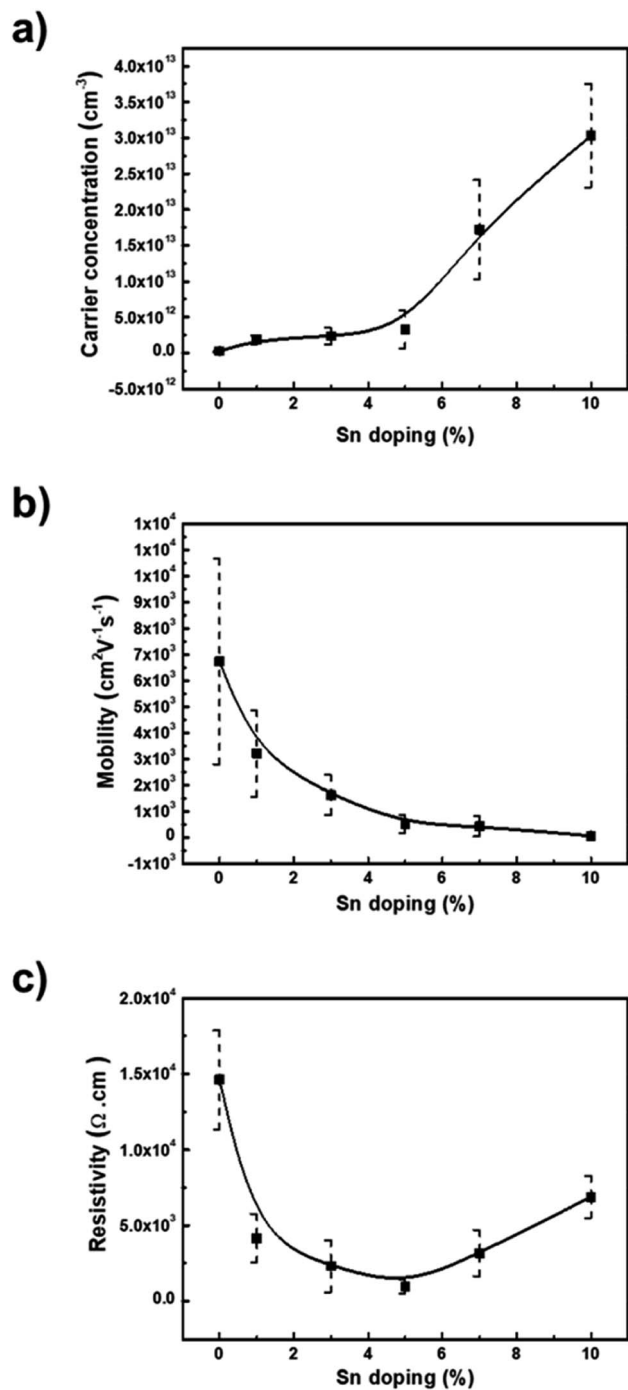 a)
Carrier concentration (cm⁻³)
4.0x10¹³
3.5x10¹³
3.0x10¹³
2.5x10¹³
2.0x10¹³
1.5x10¹³
1.0x10¹³
5.0x10¹²
0.0
-5.0x10¹²
0 2 4 6 8 10
Sn doping (%)
b)
Mobility (cm²V⁻¹s⁻¹)
1x10⁴
1x10⁴
1x10⁴
9x10³
8x10³
7x10³
6x10³
5x10³
4x10³
3x10³
2x10³
1x10³
0
-1x10³
0 2 4 6 8 10
Sn doping (%)
c)
Resistivity (Ω .cm)
2.0x10⁴
1.5x10⁴
1.0x10⁴
5.0x10³
0.0
0 2 4 6 8 10
Sn doping (%)